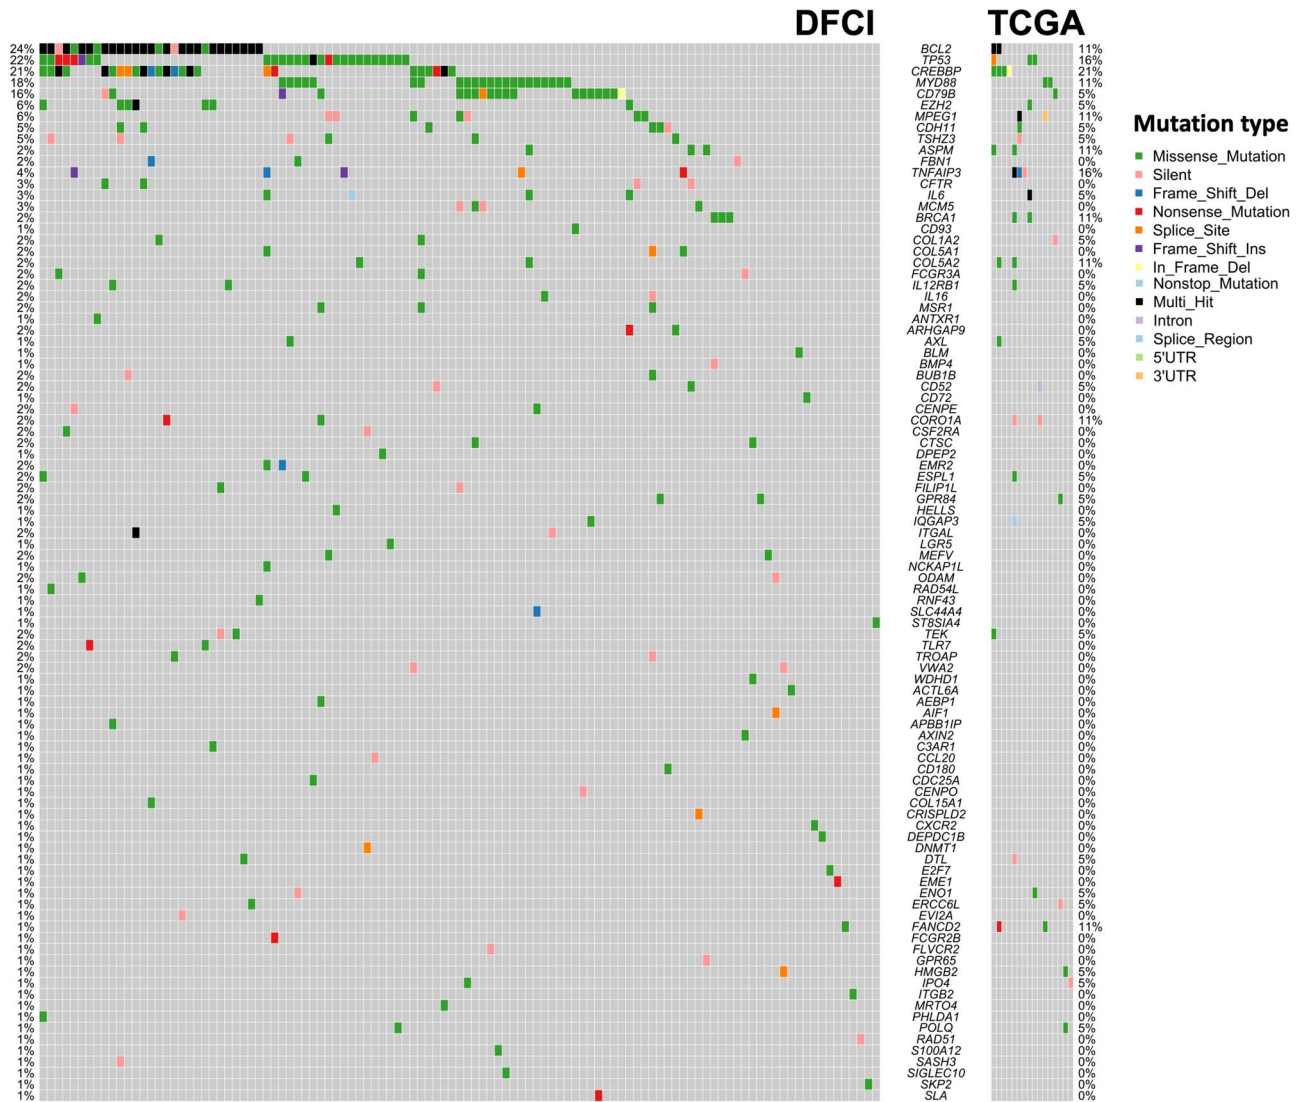 DFCI TCGA
24% BCL2 11%
22% TP53 16%
21% CREBBP 21%
18% MYD88 11%
16% CD79B 5%
6% EZH2 5%
6% MPEG1 11%
5% CDH11 5%
5% TSHZ3 5%
2% ASPM 11%
2% FBN1 0%
4% TNFAIP3 16%
3% CFTR 0%
3% IL6 5%
3% MCM5 0%
2% BRCA1 11%
1% CD93 0%
2% COL1A2 5%
2% COL5A1 0%
2% COL5A2 11%
2% FCGR3A 0%
2% IL12RB1 5%
2% IL16 0%
2% MSR1 0%
1% ANTXR1 0%
2% ARHGAP9 0%
1% AXL 5%
1% BLM 0%
1% BMP4 0%
2% BUB1B 0%
2% CD52 5%
1% CD72 0%
2% CENPE 0%
2% CORO1A 11%
2% CSF2RA 0%
2% CTSC 0%
1% DPEP2 0%
2% EMR2 0%
2% ESPL1 5%
2% FILIP1L 0%
2% GPR84 5%
1% HELLS 0%
1% IQGAP3 5%
2% ITGAL 0%
1% LGR5 0%
2% MEFV 0%
1% NCKAP1L 0%
2% ODAM 0%
1% RAD54L 0%
1% RNF43 0%
1% SLC44A4 0%
1% ST8SIA4 0%
2% TEK 5%
2% TLR7 0%
2% TROAP 0%
2% VWA2 0%
1% WDHD1 0%
1% ACTL6A 0%
1% AEBP1 0%
1% AIF1 0%
1% APBB1IP 0%
1% AXIN2 0%
1% C3AR1 0%
1% CCL20 0%
1% CD180 0%
1% CDC25A 0%
1% CENPO 0%
1% COL15A1 0%
1% CRISPLD2 0%
1% CXCR2 0%
1% DEPDC1B 0%
1% DNMT1 0%
1% DTL 5%
1% E2F7 0%
1% EME1 0%
1% ENO1 5%
1% ERCC6L 5%
1% EVI2A 0%
1% FANCD2 11%
1% FCGR2B 0%
1% FLVCR2 0%
1% GPR65 0%
1% HMGB2 5%
1% IPO4 5%
1% ITGB2 0%
1% MRTO4 0%
1% PHLDA1 0%
1% POLQ 5%
1% RAD51 0%
1% S100A12 0%
1% SASH3 0%
1% SIGLEC10 0%
1% SKP2 0%
1% SLA 0%
Mutation type
Missense_Mutation
Silent
Frame_Shift_Del
Nonsense_Mutation
Splice_Site
Frame_Shift_Ins
In_Frame_Del
Nonstop_Mutation
Multi_Hit
Intron
Splice_Region
5'UTR
3'UTR